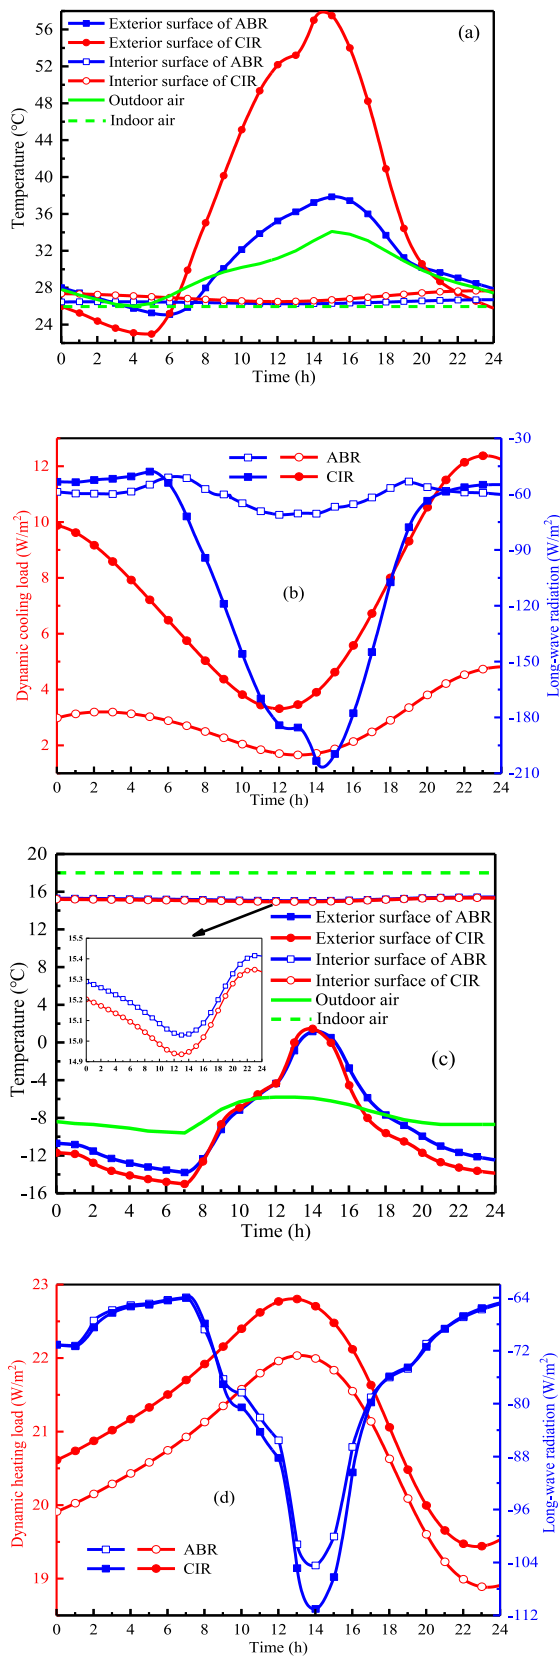 56
52
48
44
40
36
32
28
24
Temperature (°C)
Exterior surface of ABR
Exterior surface of CIR
Interior surface of ABR
Interior surface of CIR
Outdoor air
Indoor air
(a)
0 2 4 6 8 10 12 14 16 18 20 22 24
Time (h)
12
10
8
6
4
2
Dynamic cooling load (W/m²)
ABR
CIR
(b)
-30
-60
-90
-120
-150
-180
-210
Long-wave radiation (W/m²)
0 2 4 6 8 10 12 14 16 18 20 22 24
Time (h)
20
18
16
14
12
10
8
6
4
2
0
-4
-8
-12
-16
Temperature (°C)
Exterior surface of ABR
Exterior surface of CIR
Interior surface of ABR
Interior surface of CIR
Outdoor air
Indoor air
15.5
15.4
15.3
15.2
15.1
15.0
14.9
0 2 4 6 8 10 12 14 16 18 20 22 24
(c)
0 2 4 6 8 10 12 14 16 18 20 22 24
Time (h)
23
22
21
20
19
Dynamic heating load (W/m²)
(d)
ABR
CIR
-64
-72
-80
-88
-96
-104
-112
Long-wave radiation (W/m²)
0 2 4 6 8 10 12 14 16 18 20 22 24
Time (h)